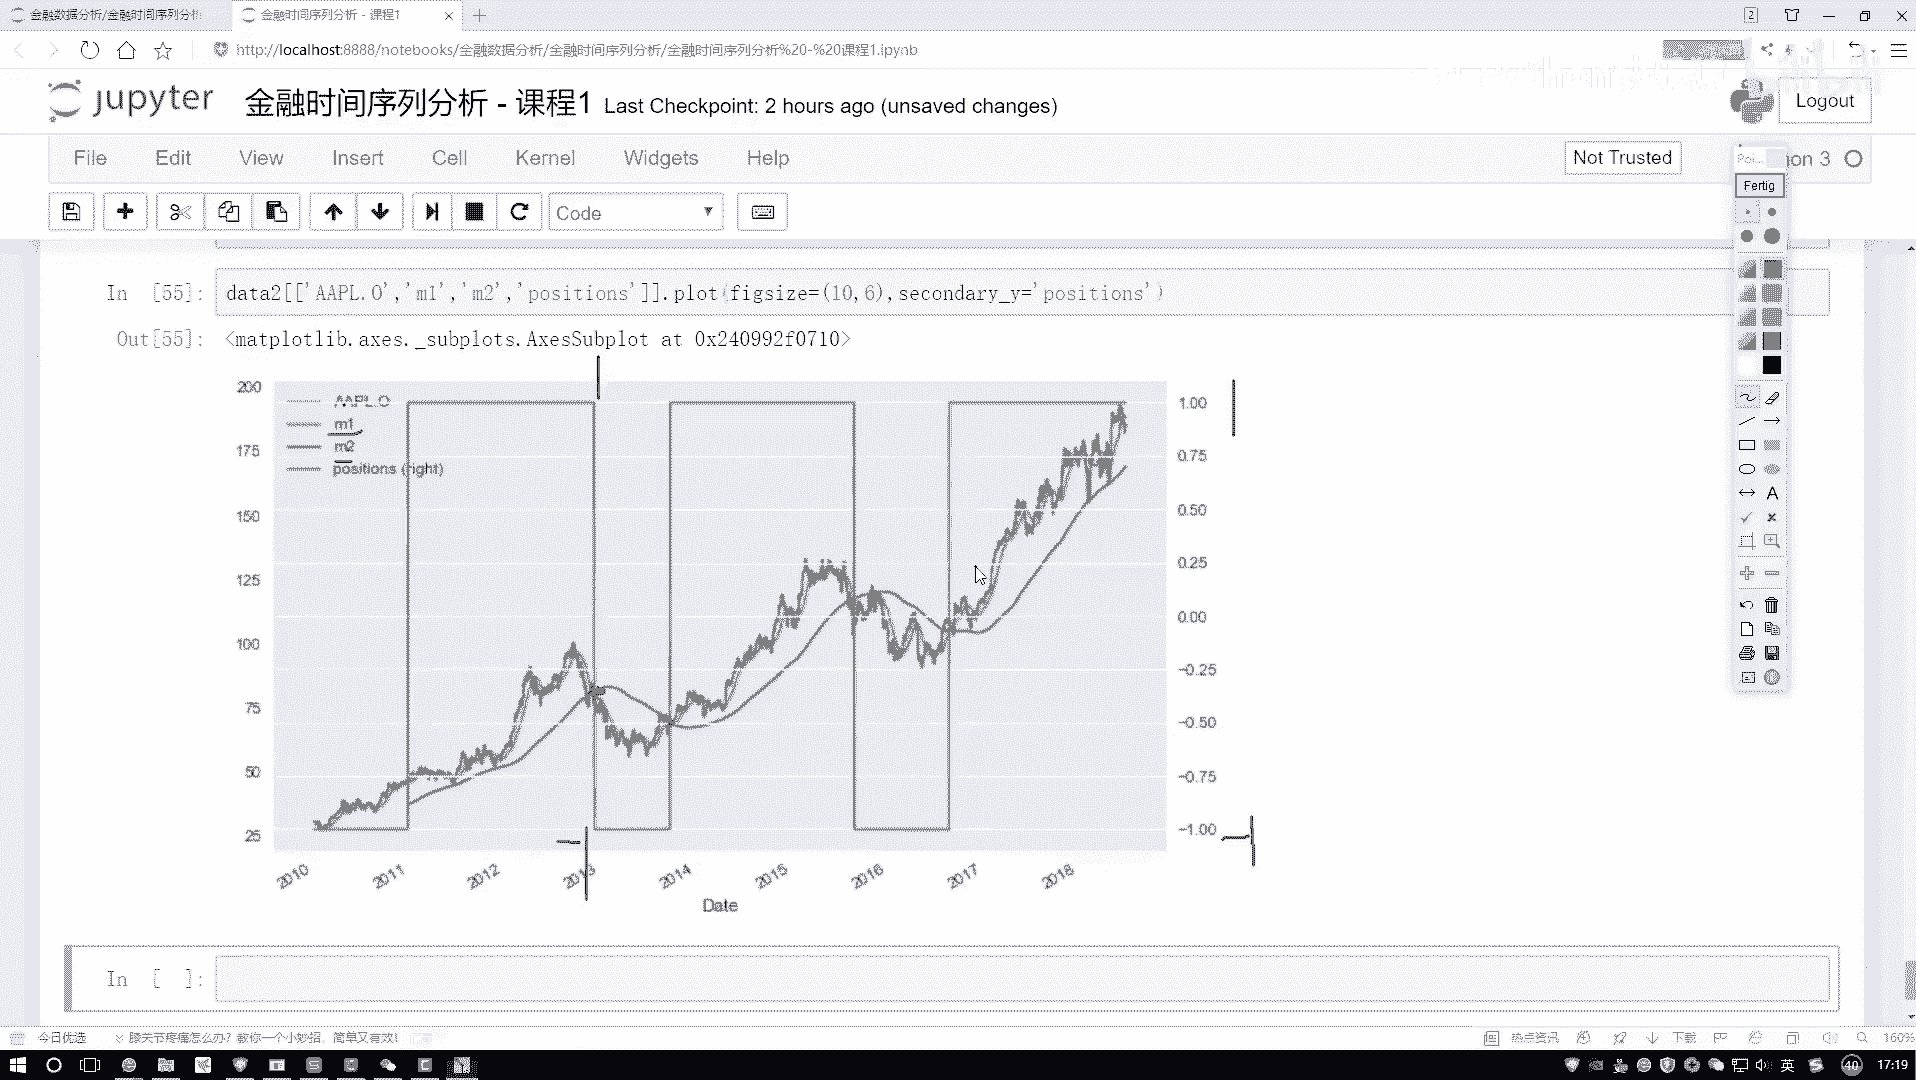 金融数据分析/金融时间序列分析
金融时间序列分析 - 课程1
http://localhost:8888/notebooks/金融数据分析/金融时间序列分析/金融时间序列分析%20-%20课程1.ipynb
2
jupyter 金融时间序列分析 - 课程1 Last Checkpoint: 2 hours ago (unsaved changes)
Logout
File Edit View Insert Cell Kernel Widgets Help
Not Trusted
on 3
Poi...
Fertig
Code
In [55]: data2[['AAPL.O','m1','m2','positions']].plot(figsize=(10,6),secondary_y='positions')
Out[55]: <matplotlib.axes._subplots.AxesSubplot at 0x240992f0710>
AAPL.O
m1
m2
positions (right)
200
175
150
125
100
75
50
25
1.00
0.75
0.50
0.25
0.00
−0.25
−0.50
−0.75
−1.00
2010 2011 2012 2013 2014 2015 2016 2017 2018
Date
A
In [ ]:
今日优选 膝关节疼痛怎么办？教你一个小妙招，简单又有效！
热点资讯 下载 160%
英 40 17:19